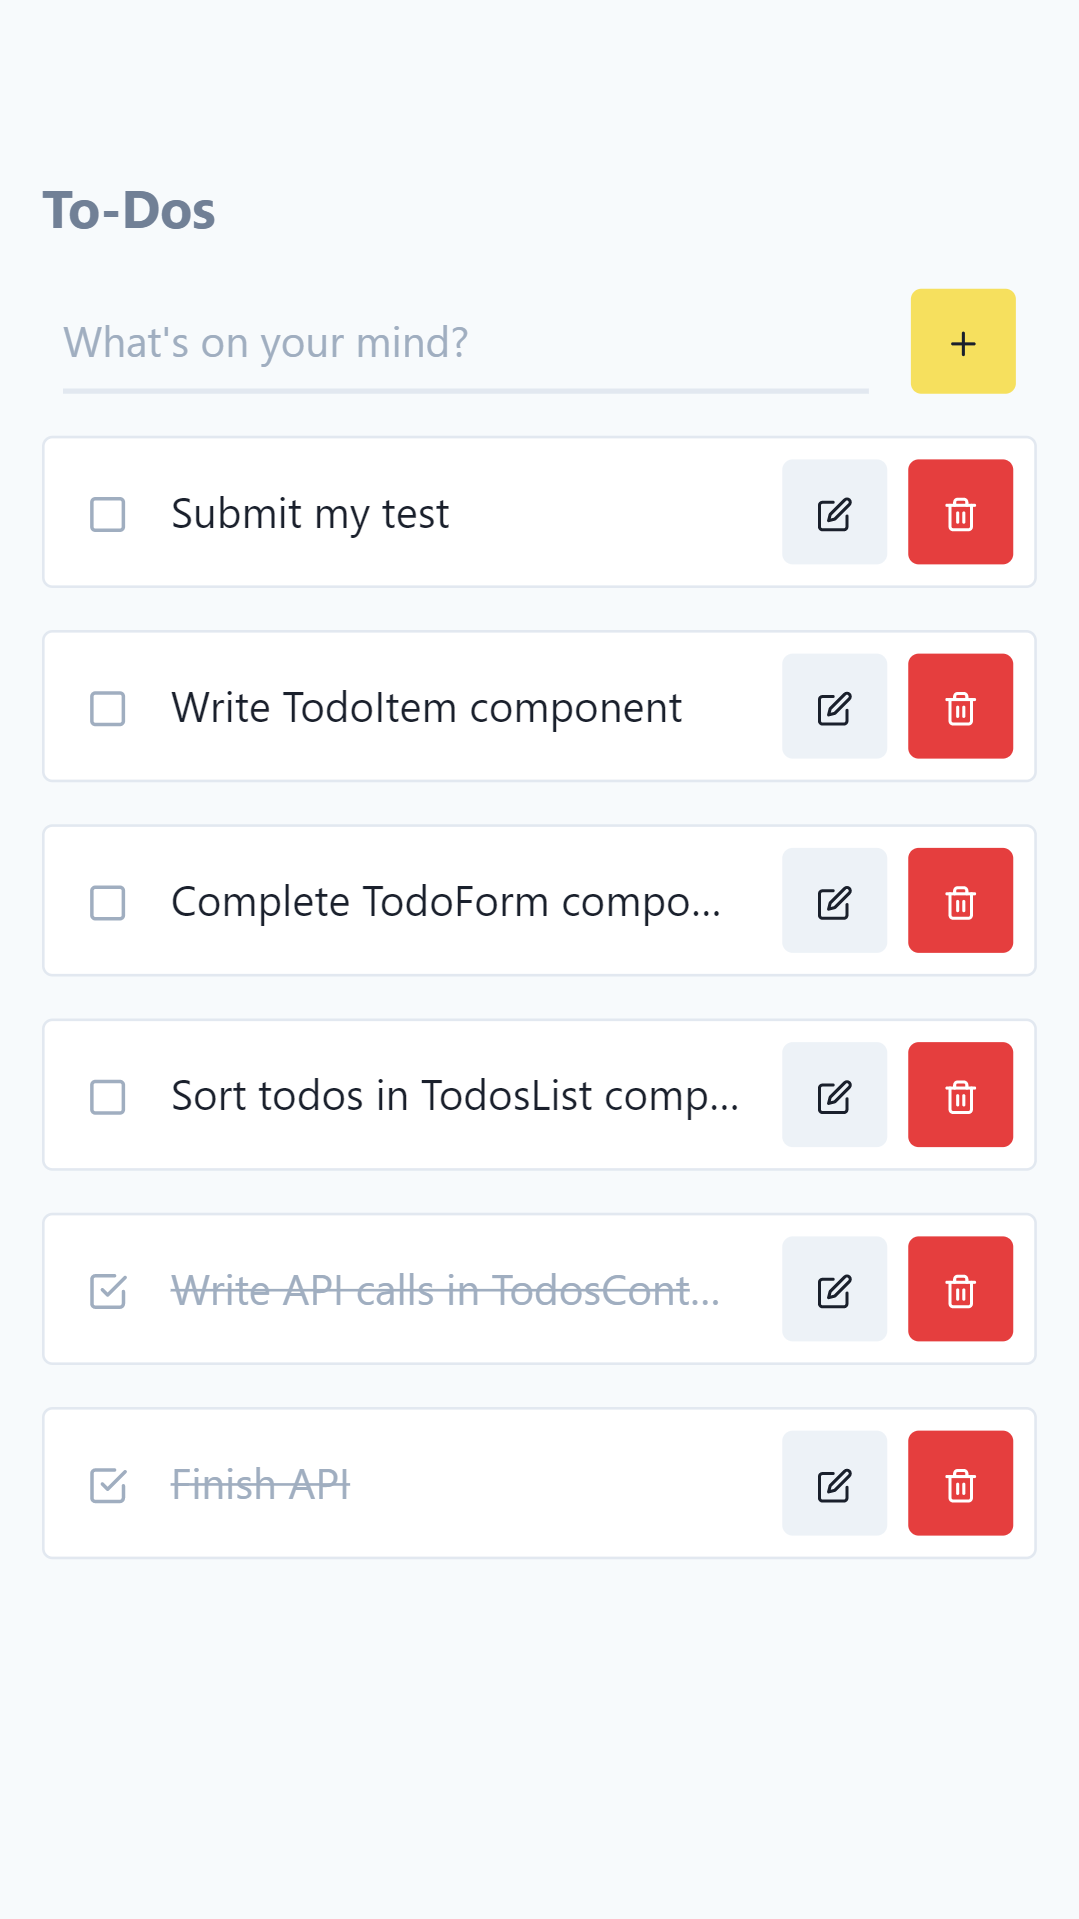 To-Dos
What's on your mind?
Submit my test
Write TodoItem component
Complete TodoForm compo...
Sort todos in TodosList comp...
Write API calls in TodosCont...
Finish API